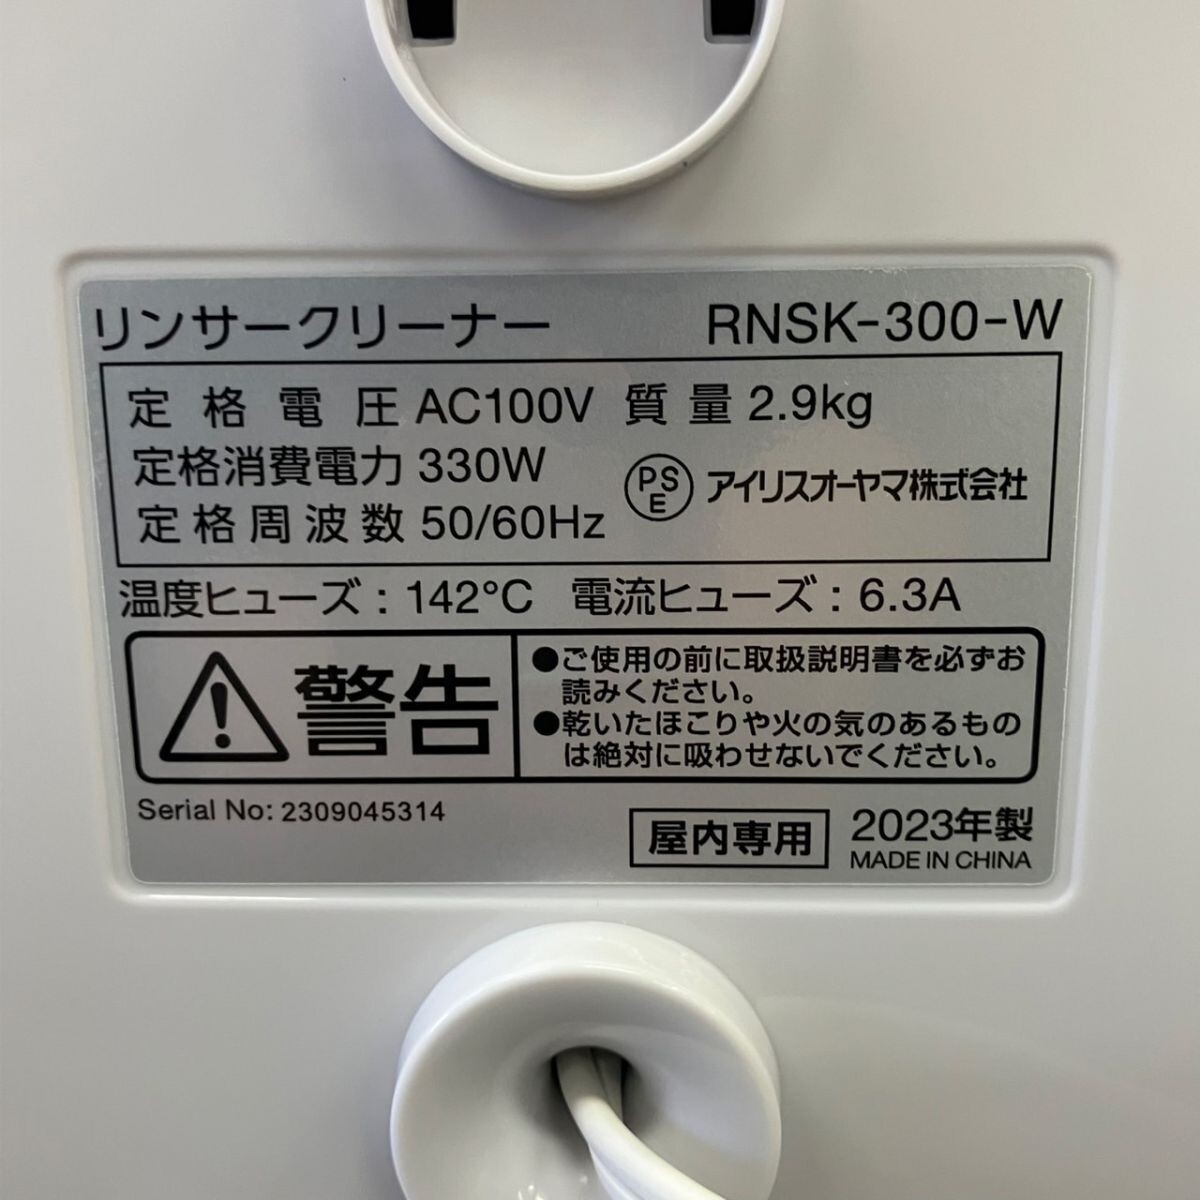 リンサークリーナー RNSK-300-W
定格電圧 AC100V 質量 2.9kg
定格消費電力 330W
PSE アイリスオーヤマ株式会社
定格周波数 50/60Hz
温度ヒューズ：142°C 電流ヒューズ：6.3A
警告
●ご使用の前に取扱説明書を必ずお
読みください。
●乾いたほこりや火の気のあるもの
は絶対に吸わせないでください。
Serial No: 2309045314
屋内専用
2023年製
MADE IN CHINA